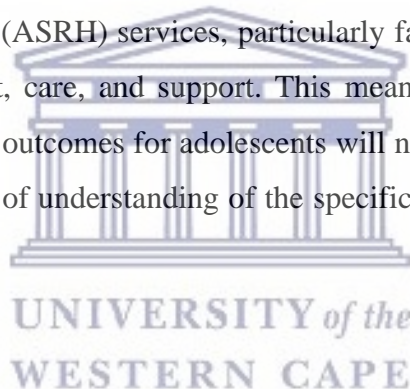 (ASRH) services, particularly fa
t, care, and support. This mean
outcomes for adolescents will n
of understanding of the specific
UNIVERSITY of the
WESTERN CAPE